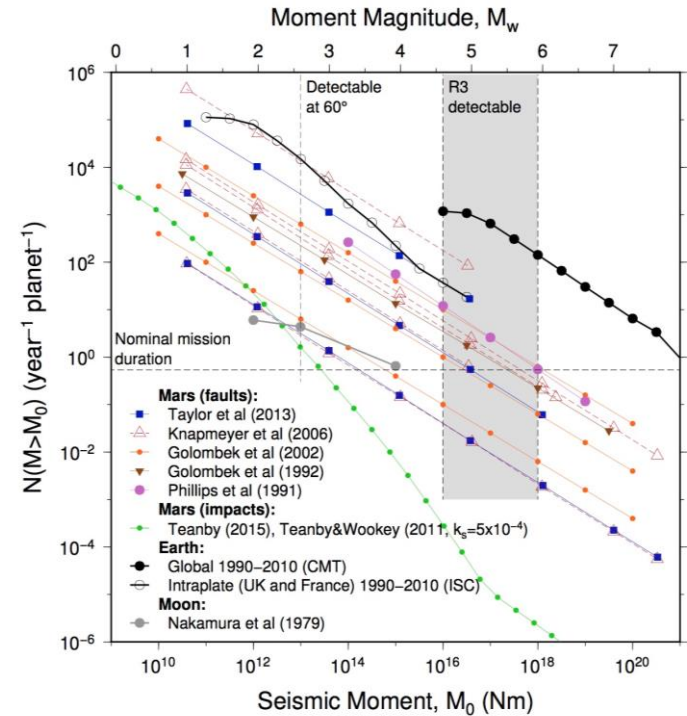 Moment Magnitude, M_w
0 1 2 3 4 5 6 7
10^6
10^4
10^2
10^0
10^−2
10^−4
10^−6
N(M>M_0) (year^−1 planet^−1)
Detectable
at 60°
R3
detectable
Nominal mission
duration
Mars (faults):
Taylor et al (2013)
Knapmeyer et al (2006)
Golombek et al (2002)
Golombek et al (1992)
Phillips et al (1991)
Mars (impacts):
Teanby (2015), Teanby&Wookey (2011, k_s=5x10^−4)
Earth:
Global 1990−2010 (CMT)
Intraplate (UK and France) 1990−2010 (ISC)
Moon:
Nakamura et al (1979)
10^10 10^12 10^14 10^16 10^18 10^20
Seismic Moment, M_0 (Nm)